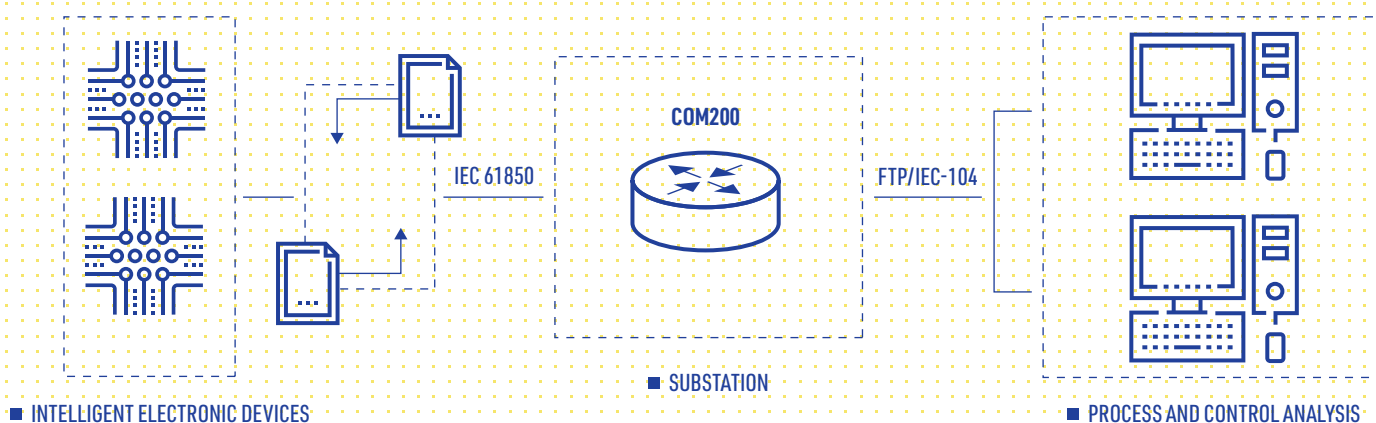 COM200
IEC 61850
FTP/IEC-104
SUBSTATION
INTELLIGENT ELECTRONIC DEVICES
PROCESS AND CONTROL ANALYSIS